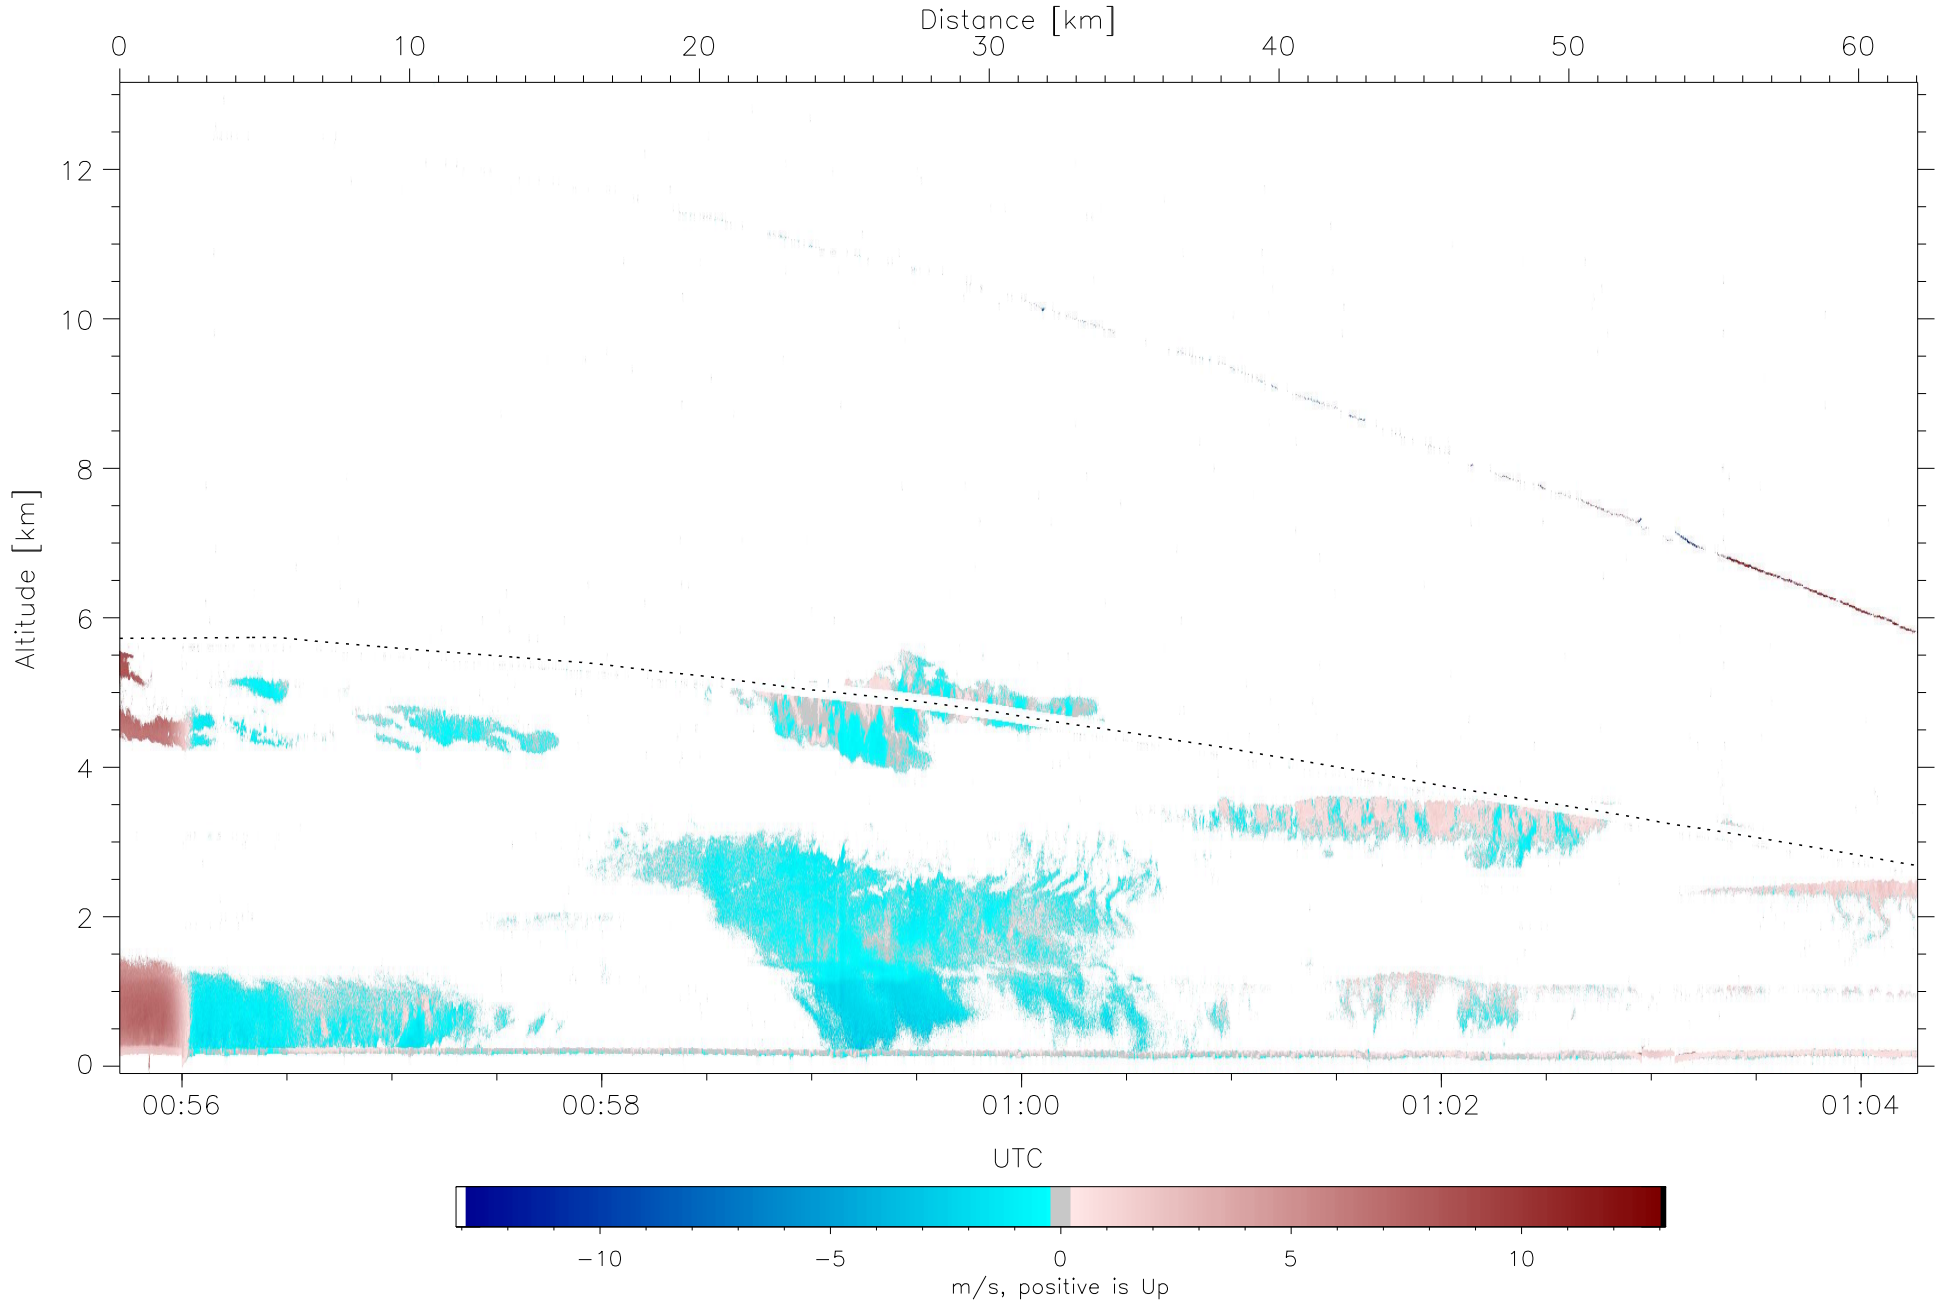 Distance [km]
0 10 20 30 40 50 60
Altitude [km]
12
10
8
6
4
2
0
00:56 00:58 01:00 01:02 01:04
UTC
−10 −5 0 5 10
m/s, positive is Up